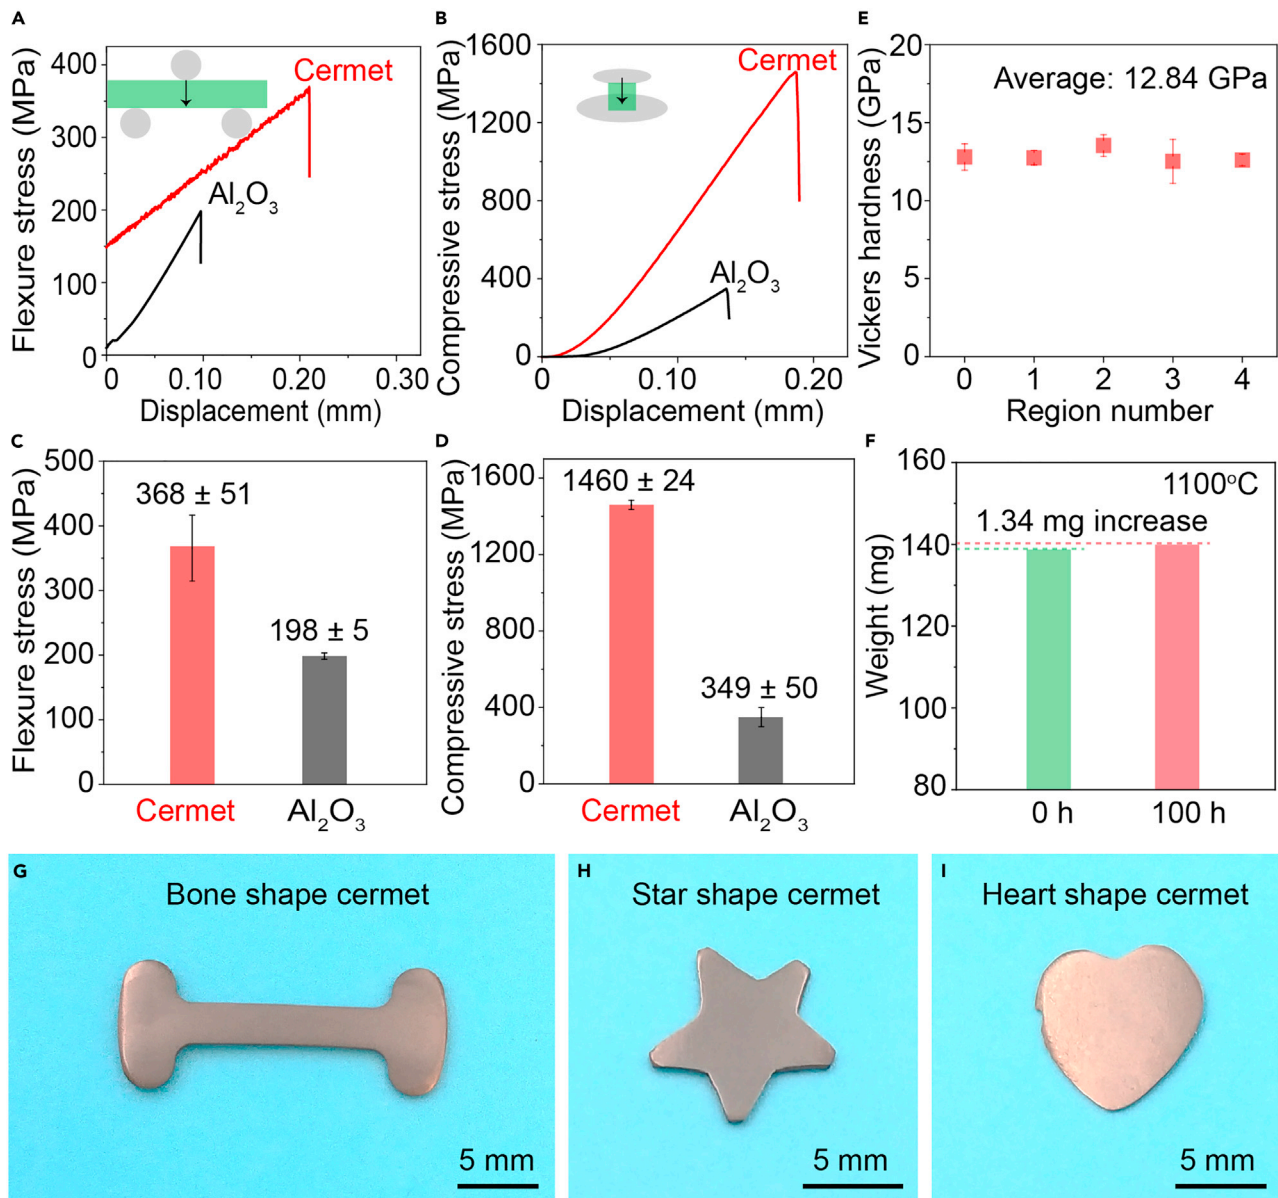 A
Flexure stress (MPa)
400
300
200
100
0
Cermet
Al₂O₃
0 0.10 0.20 0.30
Displacement (mm)
B
Compressive stress (MPa)
1600
1200
800
400
0
Cermet
Al₂O₃
0 0.10 0.20
Displacement (mm)
E
Vickers hardness (GPa)
20
15
10
5
0
Average: 12.84 GPa
0 1 2 3 4
Region number
C
Flexure stress (MPa)
500
400
300
200
100
0
368 ± 51
198 ± 5
Cermet Al₂O₃
D
Compressive stress (MPa)
1600
1200
800
400
0
1460 ± 24
349 ± 50
Cermet Al₂O₃
F
Weight (mg)
160
140
120
100
80
1100°C
1.34 mg increase
0 h 100 h
G
Bone shape cermet
5 mm
H
Star shape cermet
5 mm
I
Heart shape cermet
5 mm